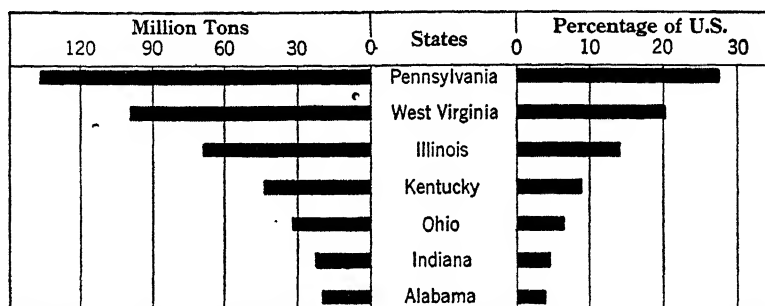 Million Tons States Percentage of U.S.
120 90 60 30 0 0 10 20 30
Pennsylvania
West Virginia
Illinois
Kentucky
Ohio
Indiana
Alabama